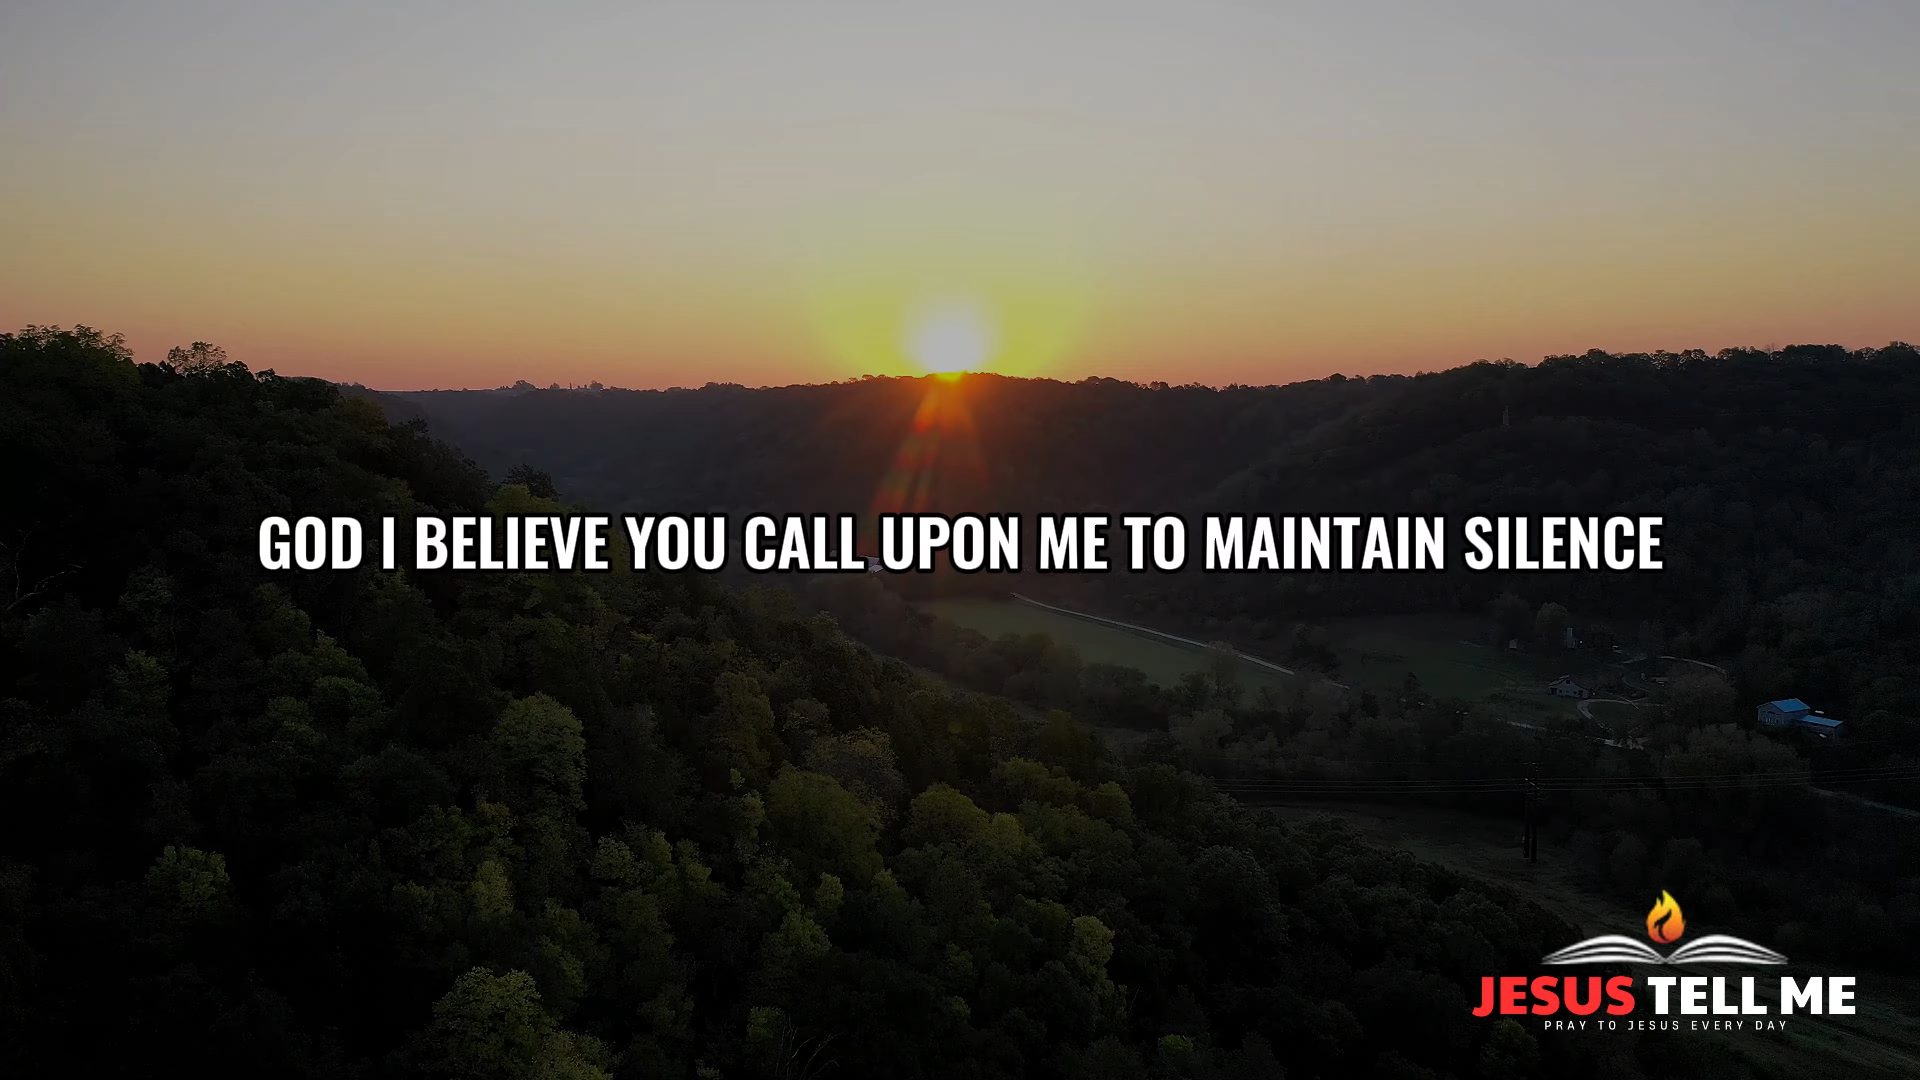 GOD I BELIEVE YOU CALL UPON ME TO MAINTAIN SILENCE
JESUS TELL ME
PRAY TO JESUS EVERY DAY